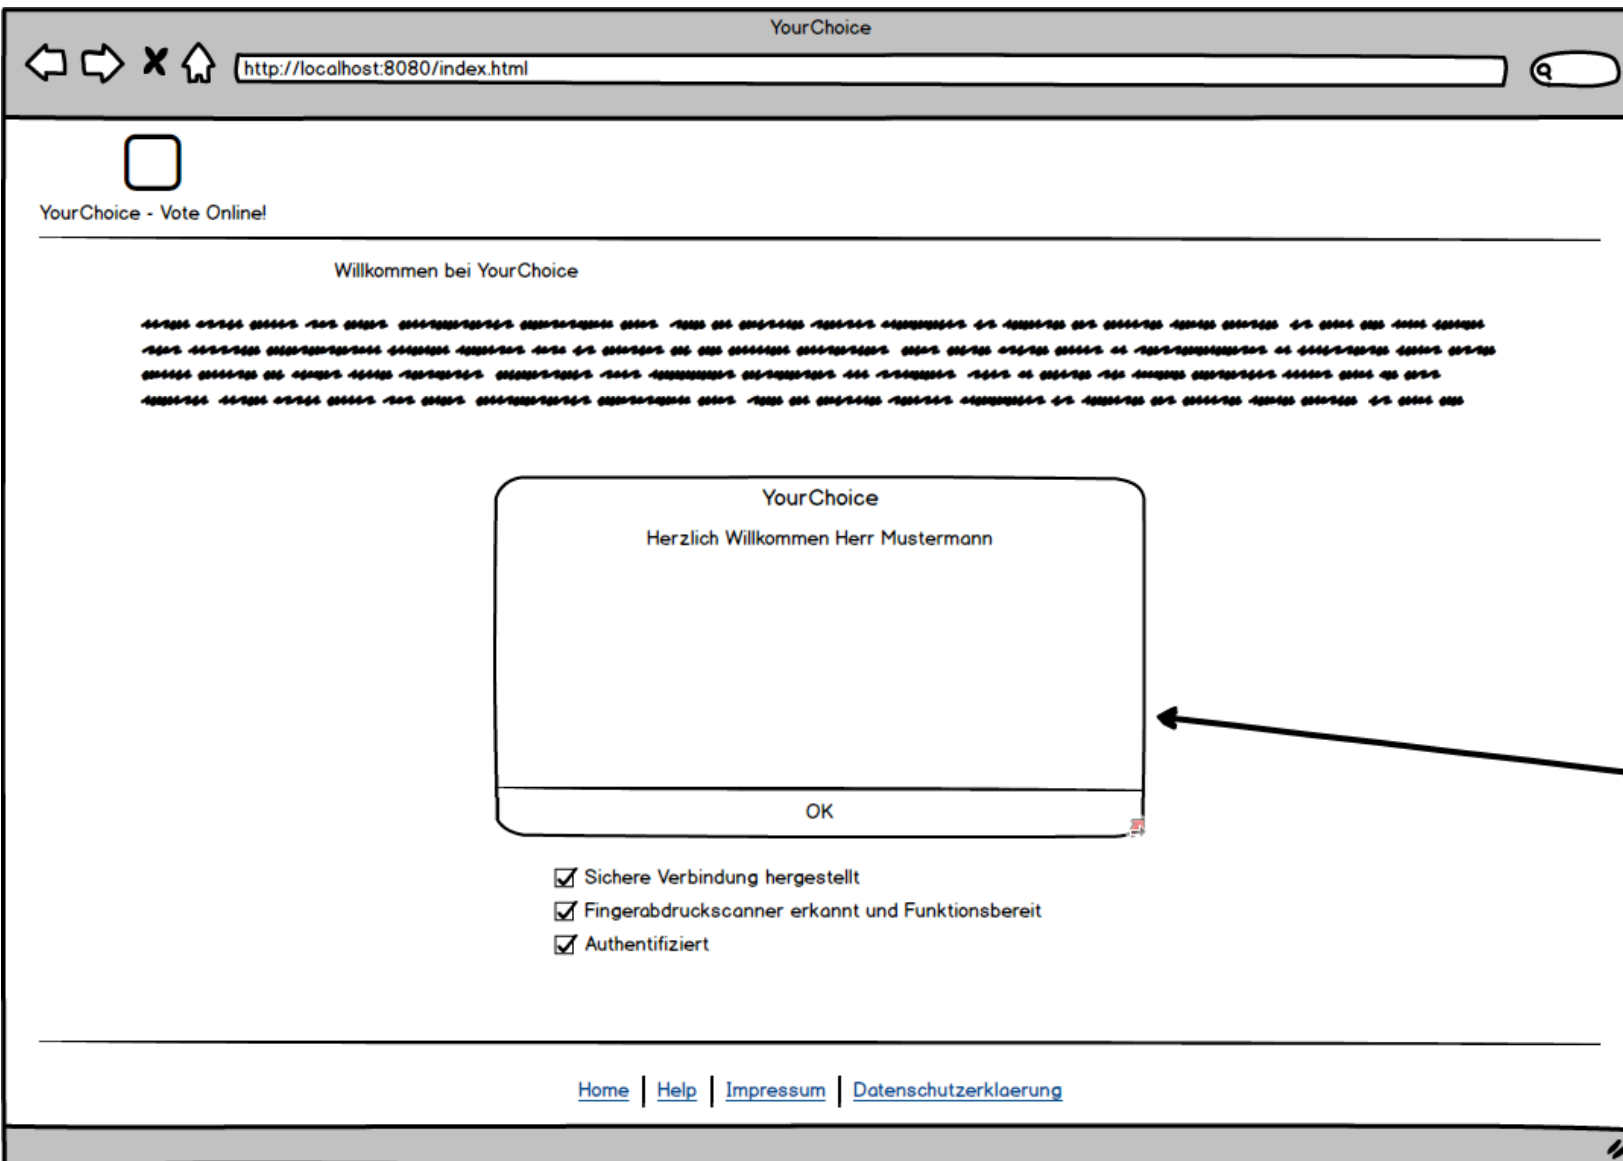 YourChoice
http://localhost:8080/index.html
YourChoice - Vote Online!
Willkommen bei YourChoice
YourChoice
Herzlich Willkommen Herr Mustermann
OK
Sichere Verbindung hergestellt
Fingerabdruckscanner erkannt und Funktionsbereit
Authentifiziert
Home | Help | Impressum | Datenschutzerklaerung